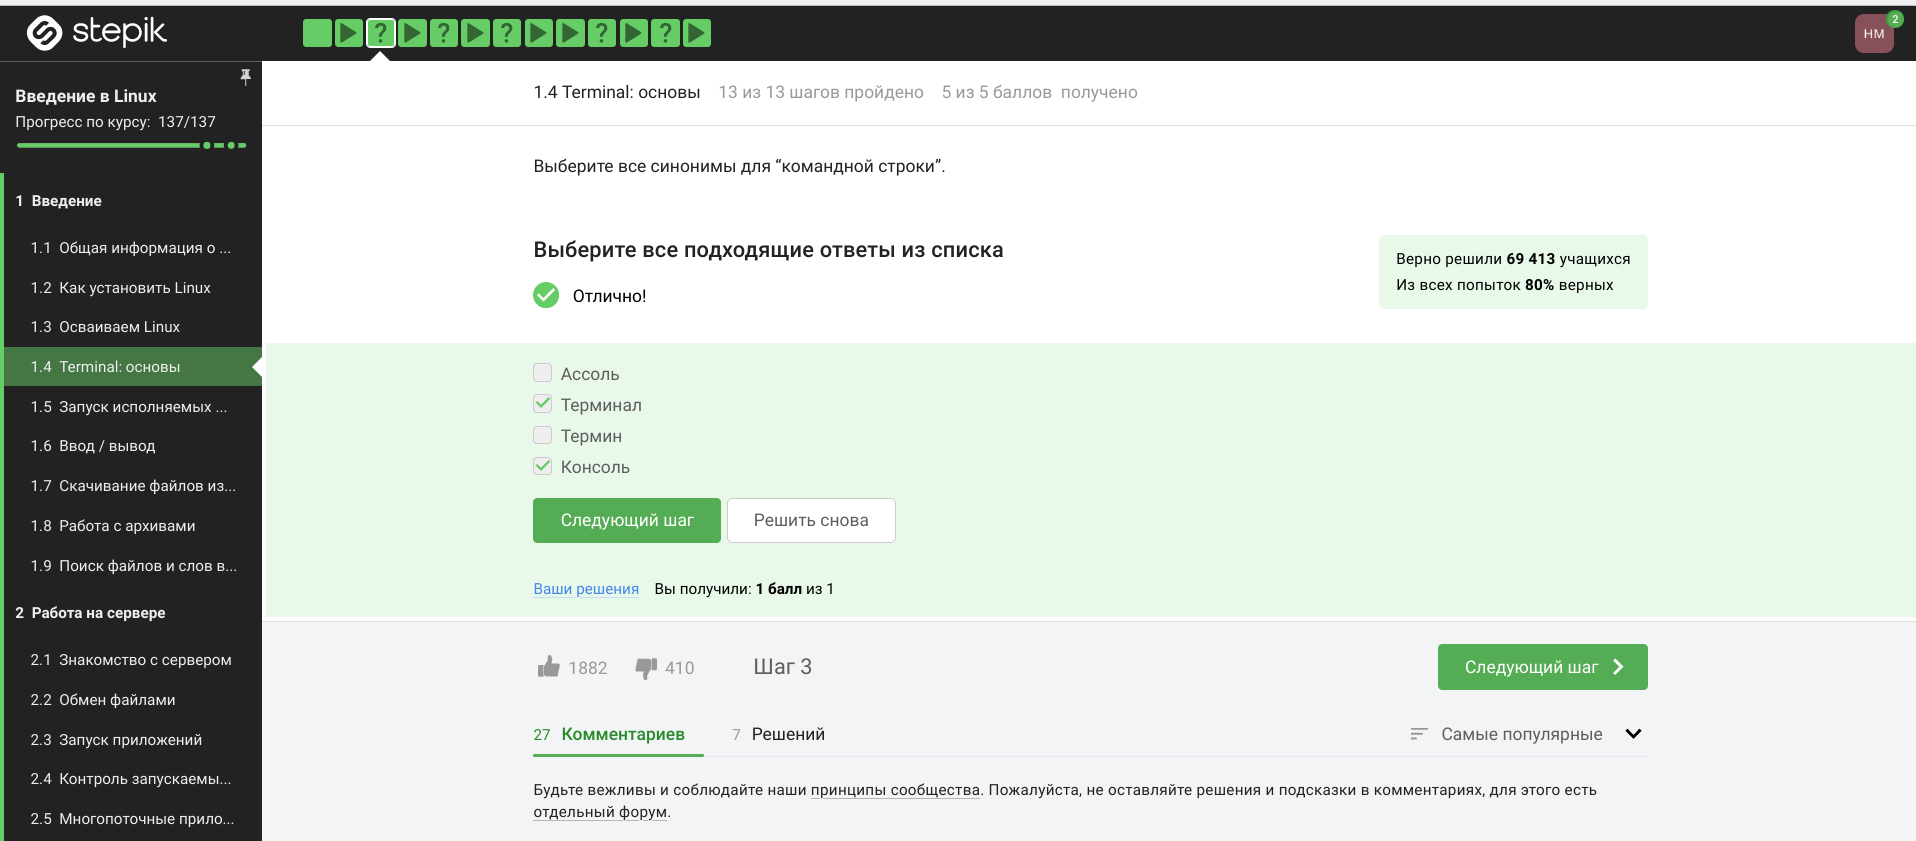 stepik
? ? ? ? ?
НМ
2
Введение в Linux
Прогресс по курсу: 137/137
1 Введение
1.1 Общая информация о ...
1.2 Как установить Linux
1.3 Осваиваем Linux
1.4 Terminal: основы
1.5 Запуск исполняемых ...
1.6 Ввод / вывод
1.7 Скачивание файлов из...
1.8 Работа с архивами
1.9 Поиск файлов и слов в...
2 Работа на сервере
2.1 Знакомство с сервером
2.2 Обмен файлами
2.3 Запуск приложений
2.4 Контроль запускаемы...
2.5 Многопоточные прило...
1.4 Terminal: основы 13 из 13 шагов пройдено 5 из 5 баллов получено
Выберите все синонимы для “командной строки”.
Выберите все подходящие ответы из списка
Отлично!
Верно решили 69 413 учащихся
Из всех попыток 80% верных
Ассоль
Терминал
Термин
Консоль
Следующий шаг Решить снова
Ваши решения Вы получили: 1 балл из 1
1882 410 Шаг 3 Следующий шаг
27 Комментариев 7 Решений Самые популярные
Будьте вежливы и соблюдайте наши принципы сообщества. Пожалуйста, не оставляйте решения и подсказки в комментариях, для этого есть
отдельный форум.